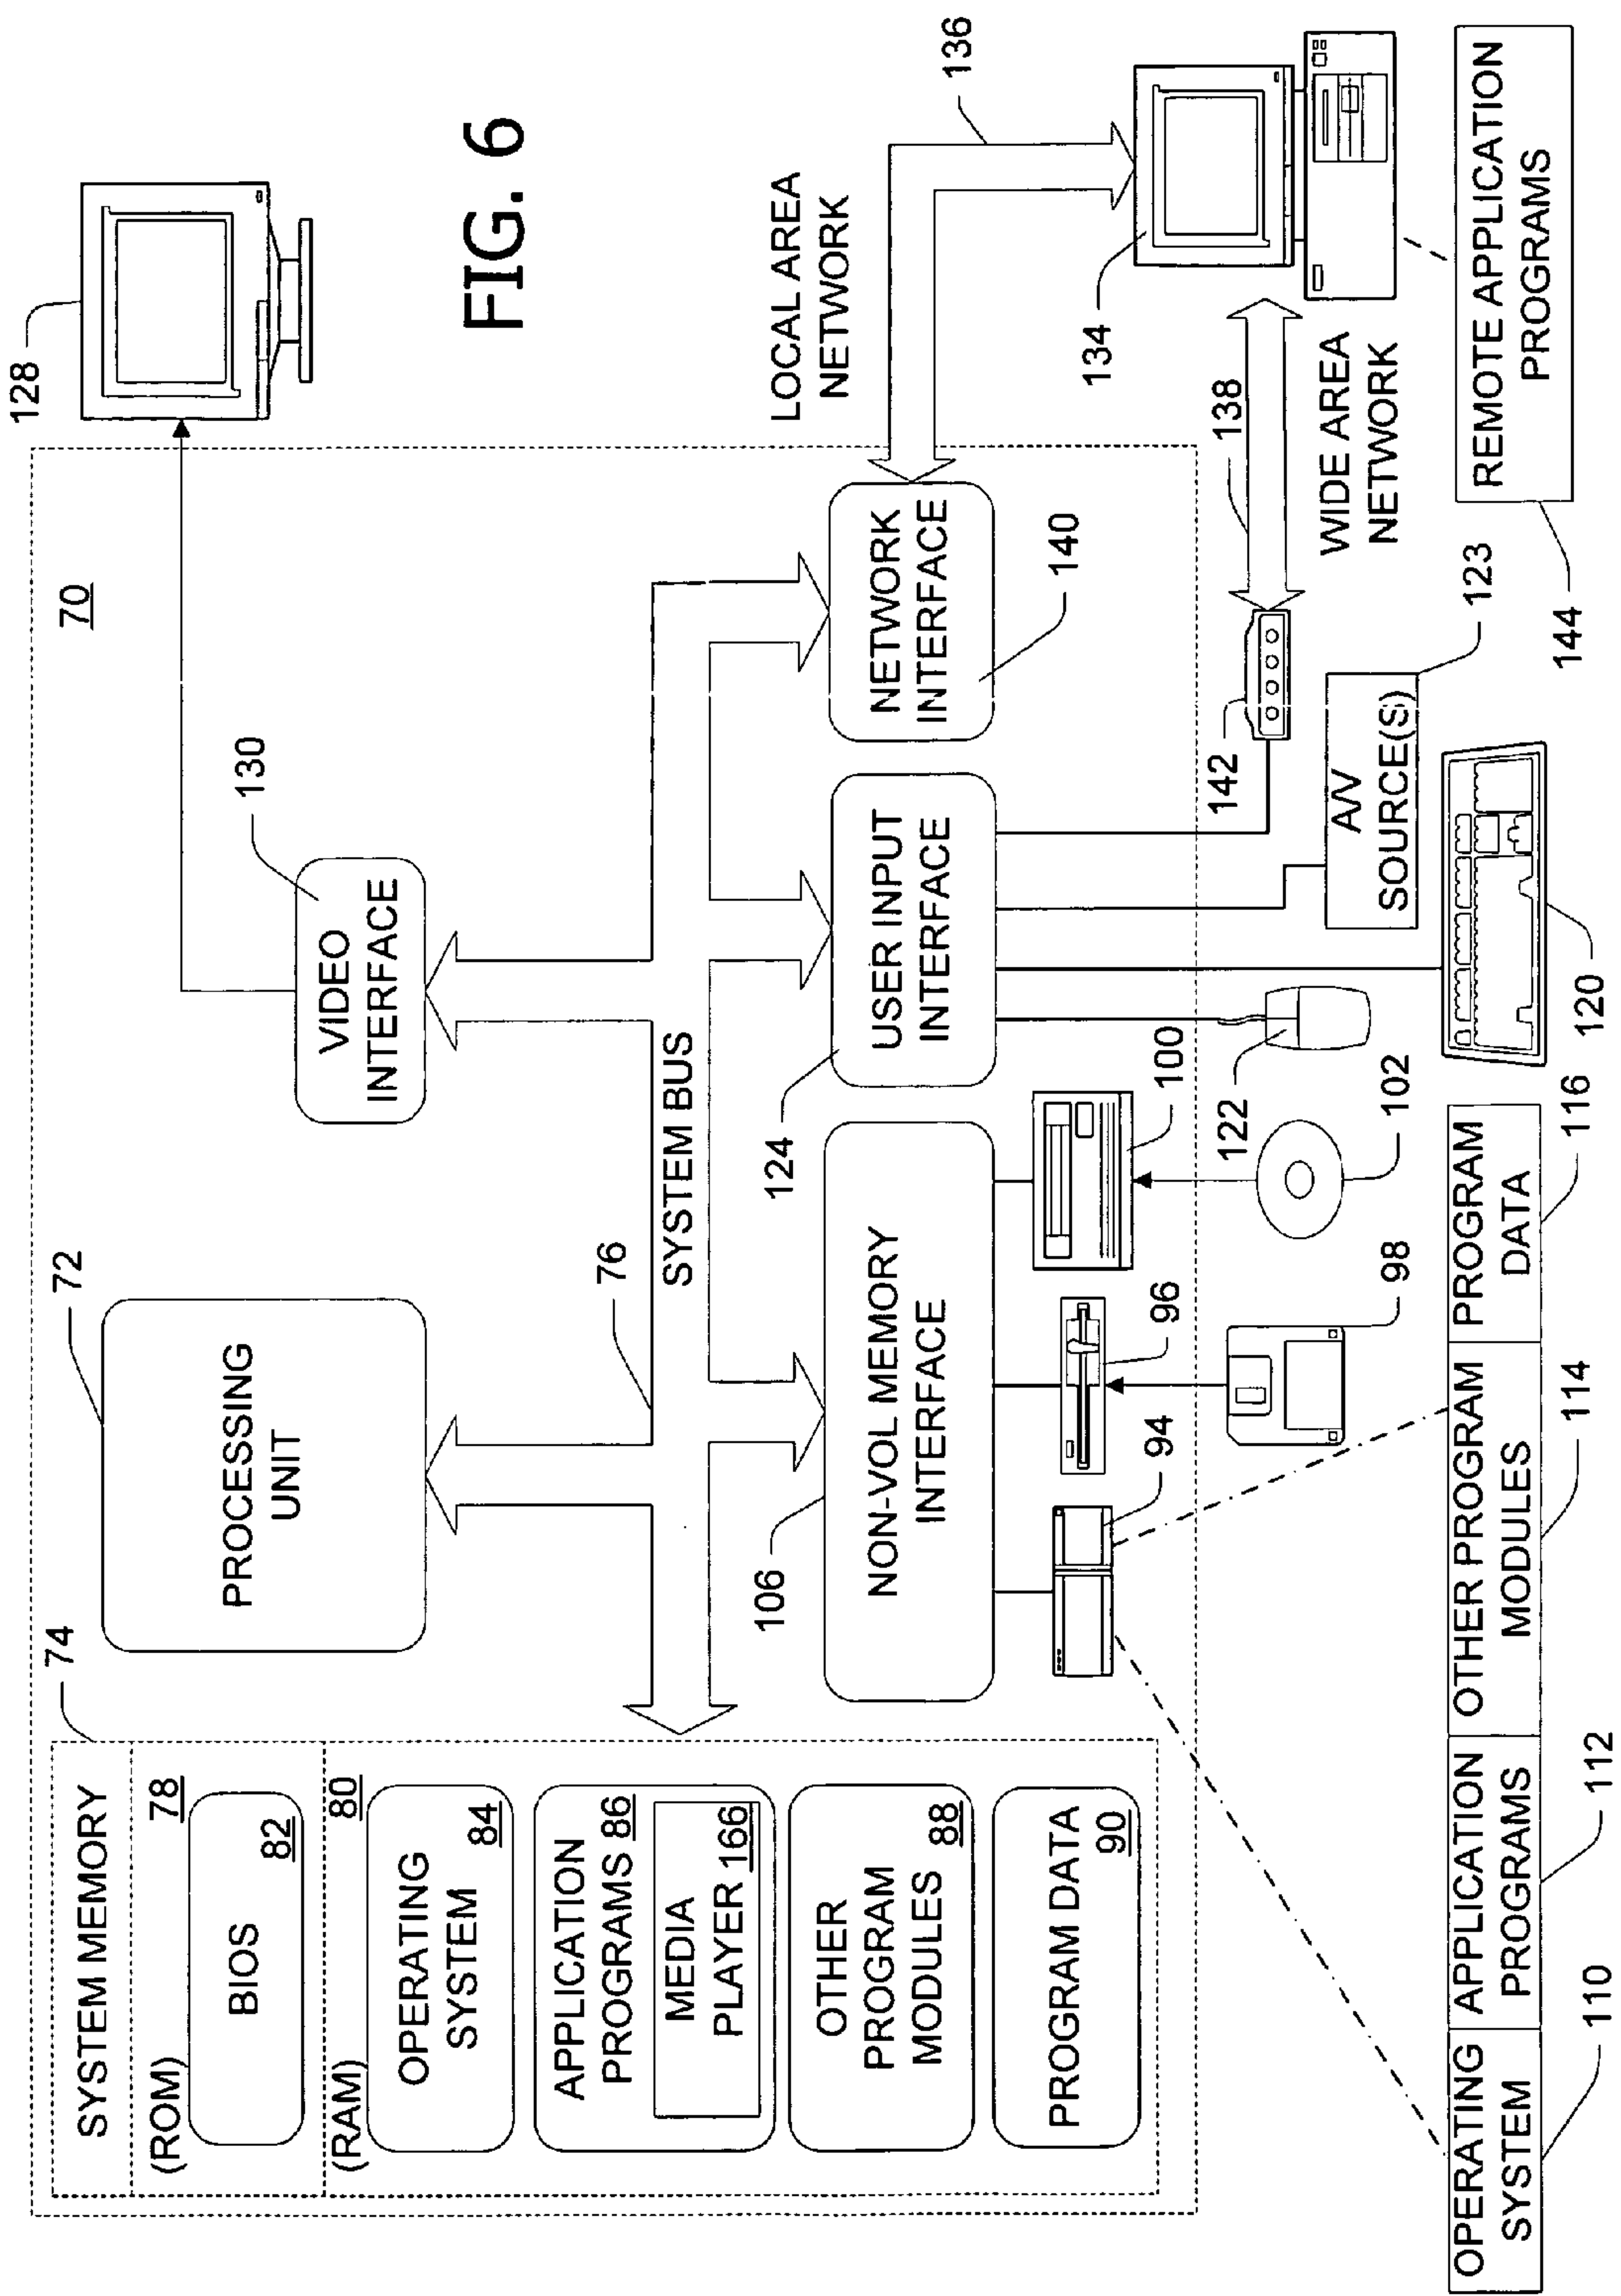 128
70
72
130
74
SYSTEM MEMORY
(ROM) 78
BIOS
82
(RAM) 80
OPERATING
SYSTEM 84
APPLICATION
PROGRAMS 86
MEDIA
PLAYER 166
OTHER
PROGRAM
MODULES 88
PROGRAM DATA
90
PROCESSING
UNIT
VIDEO
INTERFACE
FIG. 6
76
SYSTEM BUS
106
NON-VOL MEMORY
INTERFACE
124
USER INPUT
INTERFACE
NETWORK
INTERFACE
140
LOCAL AREA
NETWORK
136
94
96
100
98
102
122
120
142
138
134
WIDE AREA
NETWORK
A/V
SOURCE(S)
123
OPERATING
SYSTEM
110
APPLICATION
PROGRAMS
112
OTHER PROGRAM
MODULES
114
PROGRAM
DATA
116
REMOTE APPLICATION
PROGRAMS
144